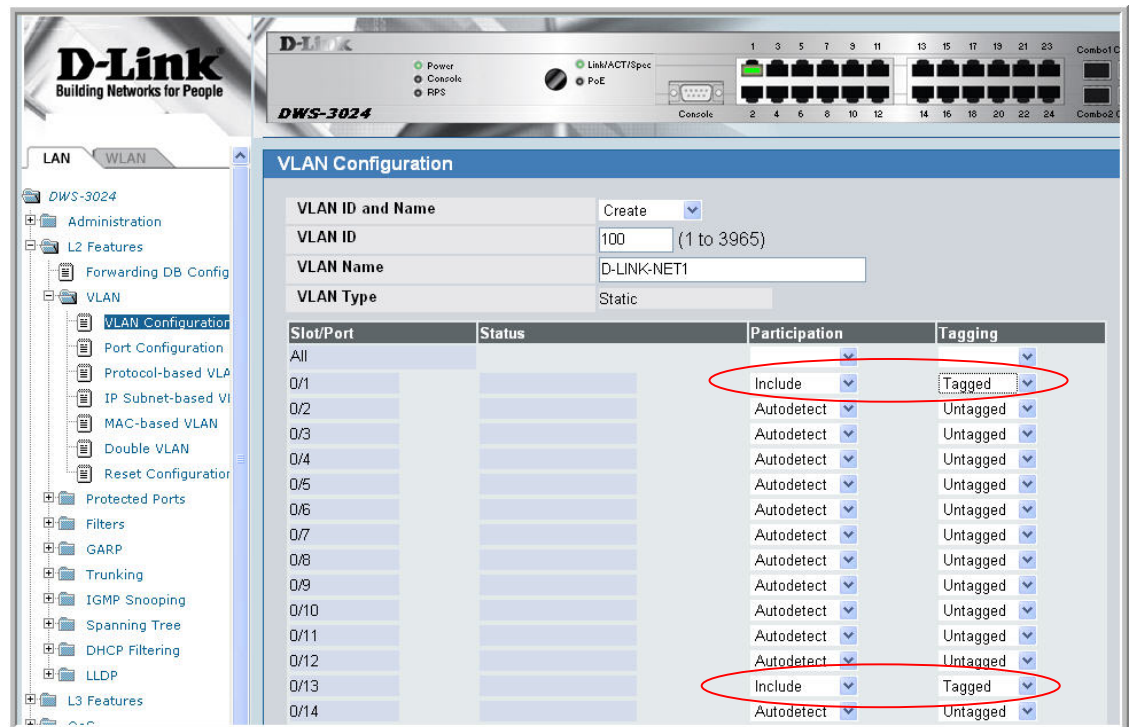 D-Link
Building Networks for People
D-Link
Power
Console
RPS
Link/ACT/Spec
PoE
DWS-3024
Console
1 3 5 7 9 11 13 15 17 19 21 23
2 4 6 8 10 12 14 16 18 20 22 24
Combo1
Combo2
LAN WLAN
DWS-3024
Administration
L2 Features
Forwarding DB Config
VLAN
VLAN Configuration
Port Configuration
Protocol-based VLA
IP Subnet-based Vl
MAC-based VLAN
Double VLAN
Reset Configuration
Protected Ports
Filters
GARP
Trunking
IGMP Snooping
Spanning Tree
DHCP Filtering
LLDP
L3 Features
VLAN Configuration
VLAN ID and Name Create
VLAN ID 100 (1 to 3965)
VLAN Name D-LINK-NET1
VLAN Type Static
Slot/Port Status Participation Tagging
All
0/1 Include Tagged
0/2 Autodetect Untagged
0/3 Autodetect Untagged
0/4 Autodetect Untagged
0/5 Autodetect Untagged
0/6 Autodetect Untagged
0/7 Autodetect Untagged
0/8 Autodetect Untagged
0/9 Autodetect Untagged
0/10 Autodetect Untagged
0/11 Autodetect Untagged
0/12 Autodetect Untagged
0/13 Include Tagged
0/14 Autodetect Untagged